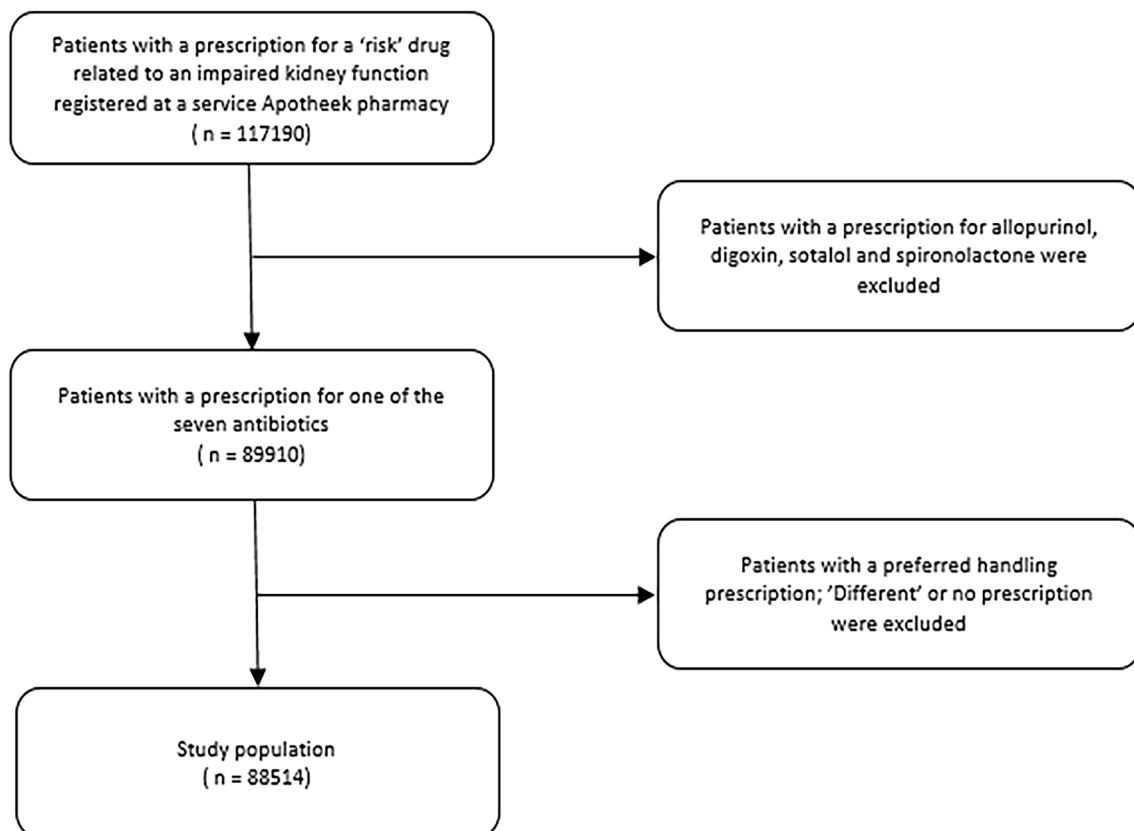 Patients with a prescription for a ‘risk’ drug
related to an impaired kidney function
registered at a service Apotheek pharmacy
( n = 117190)
Patients with a prescription for allopurinol,
digoxin, sotalol and spironolactone were
excluded
Patients with a prescription for one of the
seven antibiotics
( n = 89910)
Patients with a preferred handling
prescription; ’Different’ or no prescription
were excluded
Study population
( n = 88514)